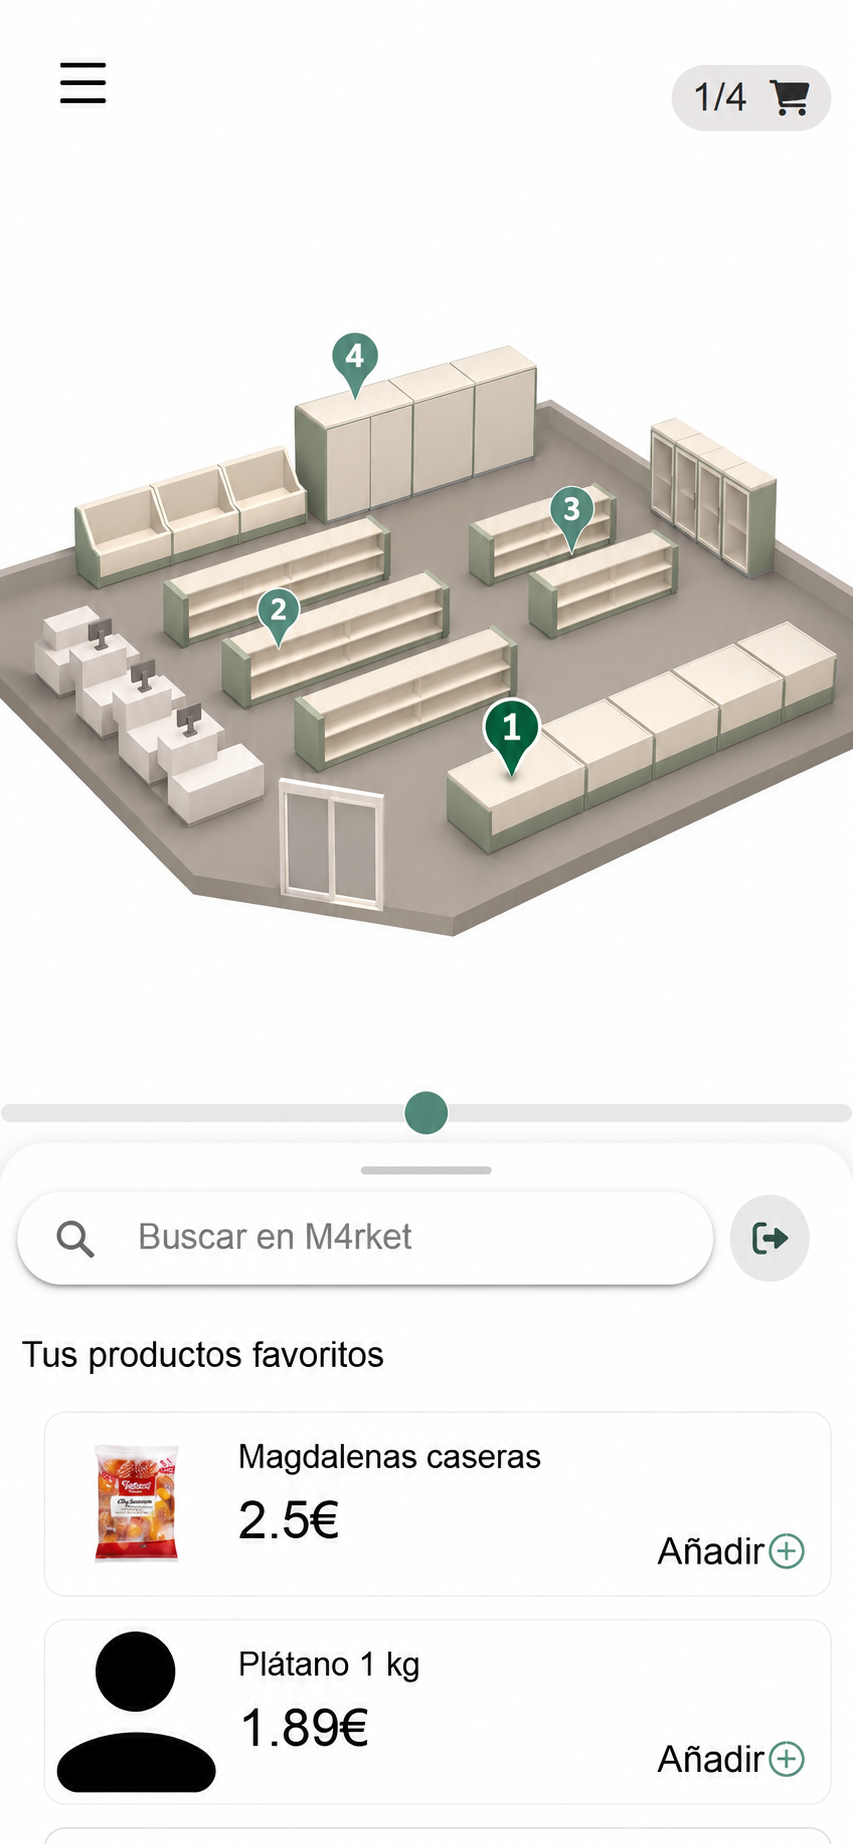 1/4
4
3
2
1
Buscar en M4rket
Tus productos favoritos
Magdalenas caseras
2.5€
Añadir
Plátano 1 kg
1.89€
Añadir